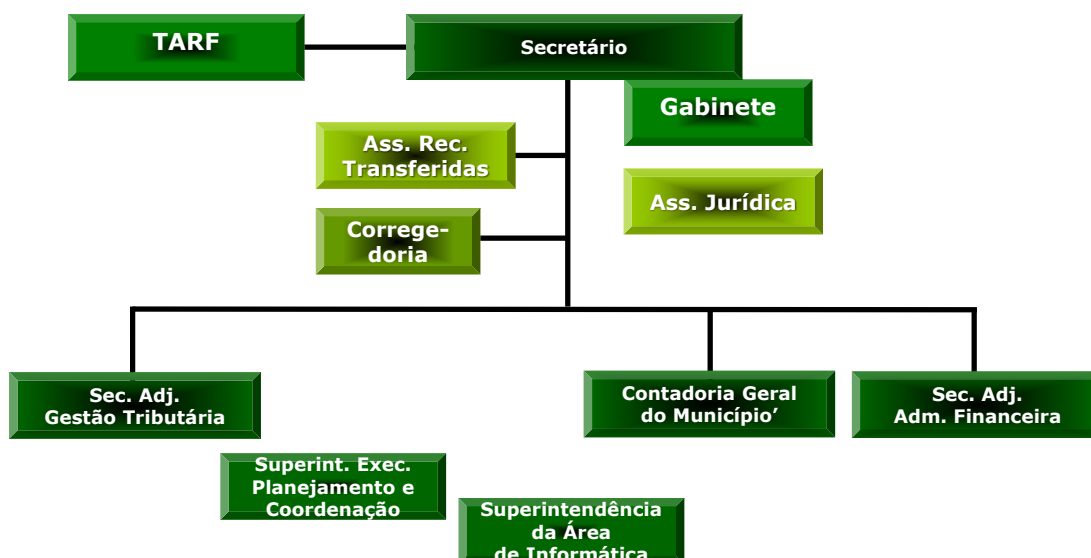 TARF
Secretário
Gabinete
Ass. Rec.
Transferidas
Ass. Jurídica
Correge-
doria
Sec. Adj.
Gestão Tributária
Contadoria Geral
do Município’
Sec. Adj.
Adm. Financeira
Superint. Exec.
Planejamento e
Coordenação
Superintendência
da Área
de Informática